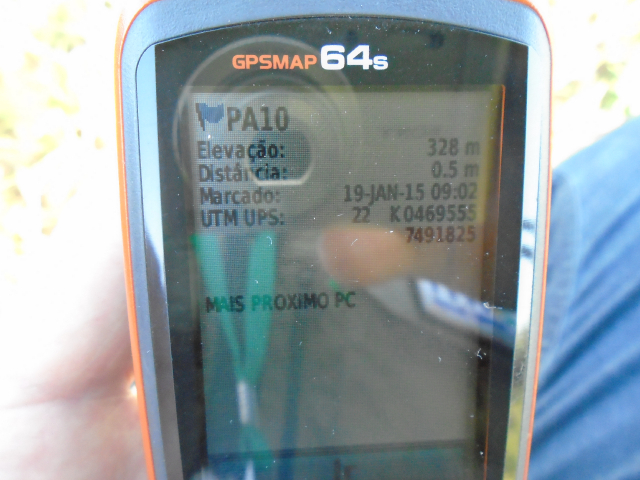 GPSMAP 64s
PA10
Elevação: 328 m
Distância: 0.5 m
Marcado: 19-JAN-15 09:02
UTM UPS: 22 K 0469555
7491825
MAIS PROXIMO PC